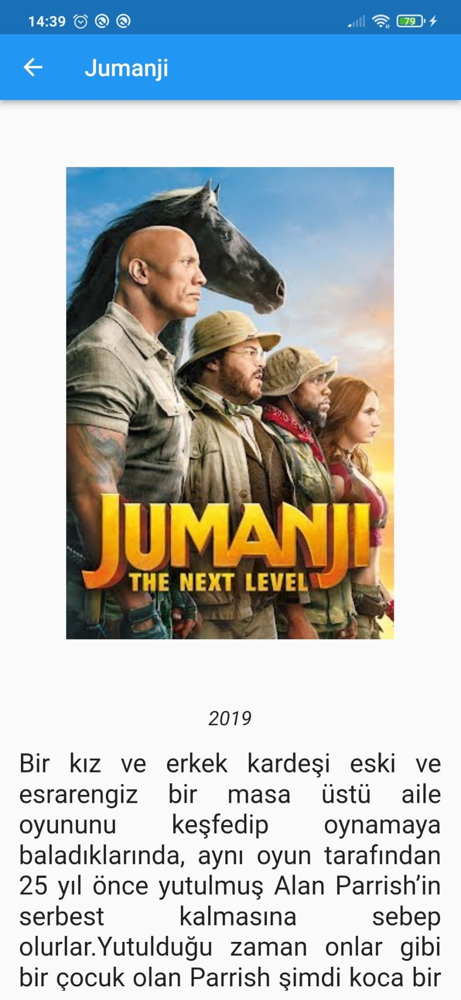 14:39
79
Jumanji
JUMANJI
THE NEXT LEVEL
2019
Bir kız ve erkek kardeşi eski ve
esrarengiz bir masa üstü aile
oyununu keşfedip oynamaya
baladıklarında, aynı oyun tarafından
25 yıl önce yutulmuş Alan Parrish’in
serbest kalmasına sebep
olurlar.Yutulduğu zaman onlar gibi
bir çocuk olan Parrish şimdi koca bir